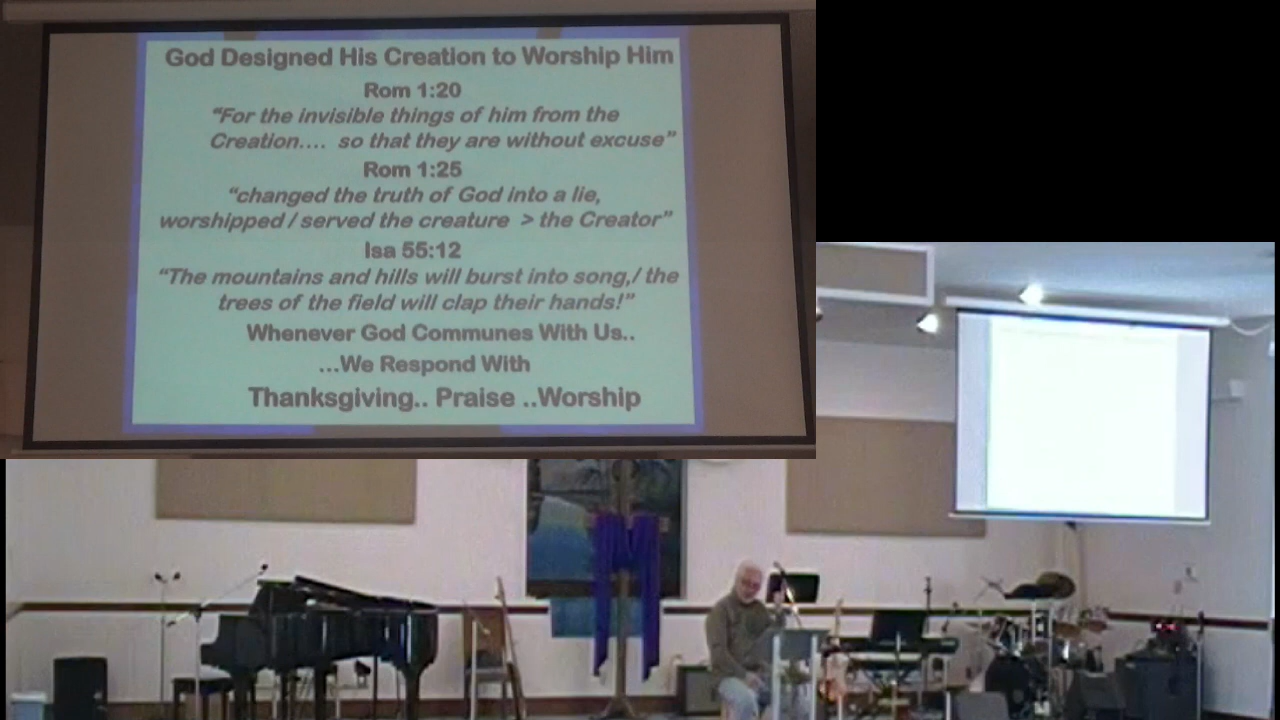 God Designed His Creation to Worship Him
Rom 1:20
“For the invisible things of him from the
Creation.... so that they are without excuse”
Rom 1:25
“changed the truth of God into a lie,
worshipped / served the creature > the Creator”
Isa 55:12
“The mountains and hills will burst into song,/ the
trees of the field will clap their hands!”
Whenever God Communes With Us..
...We Respond With
Thanksgiving.. Praise ..Worship